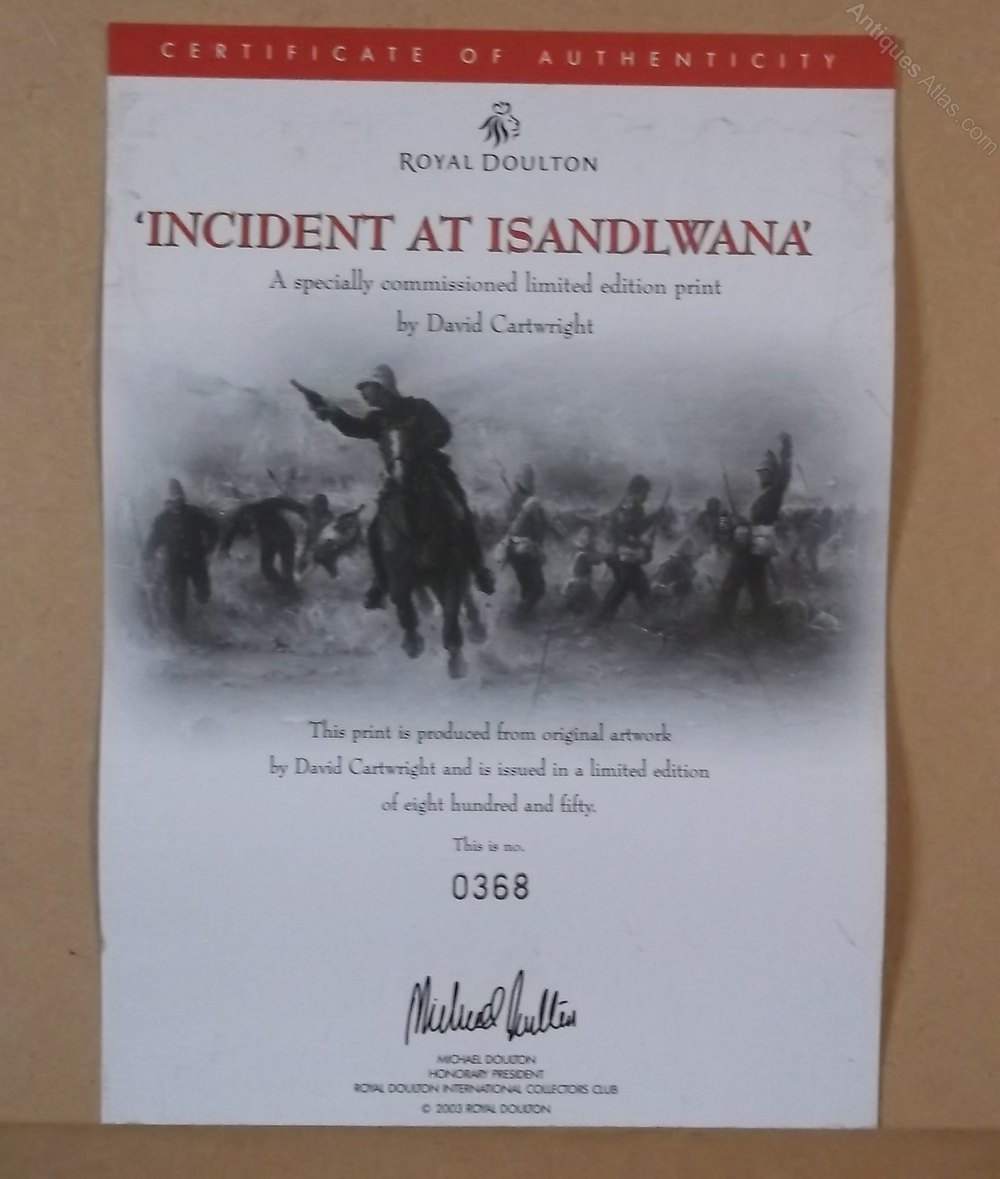 CERTIFICATE OF AUTHENTICITY
ROYAL DOULTON
‘INCIDENT AT ISANDLWANA’
A specially commissioned limited edition print
by David Cartwright
This print is produced from original artwork
by David Cartwright and is issued in a limited edition
of eight hundred and fifty.
This is no.
0368
Michael Doulton
MICHAEL DOULTON
HONORARY PRESIDENT
ROYAL DOULTON INTERNATIONAL COLLECTORS CLUB
© 2003 ROYAL DOULTON
Antiques Atlas.com